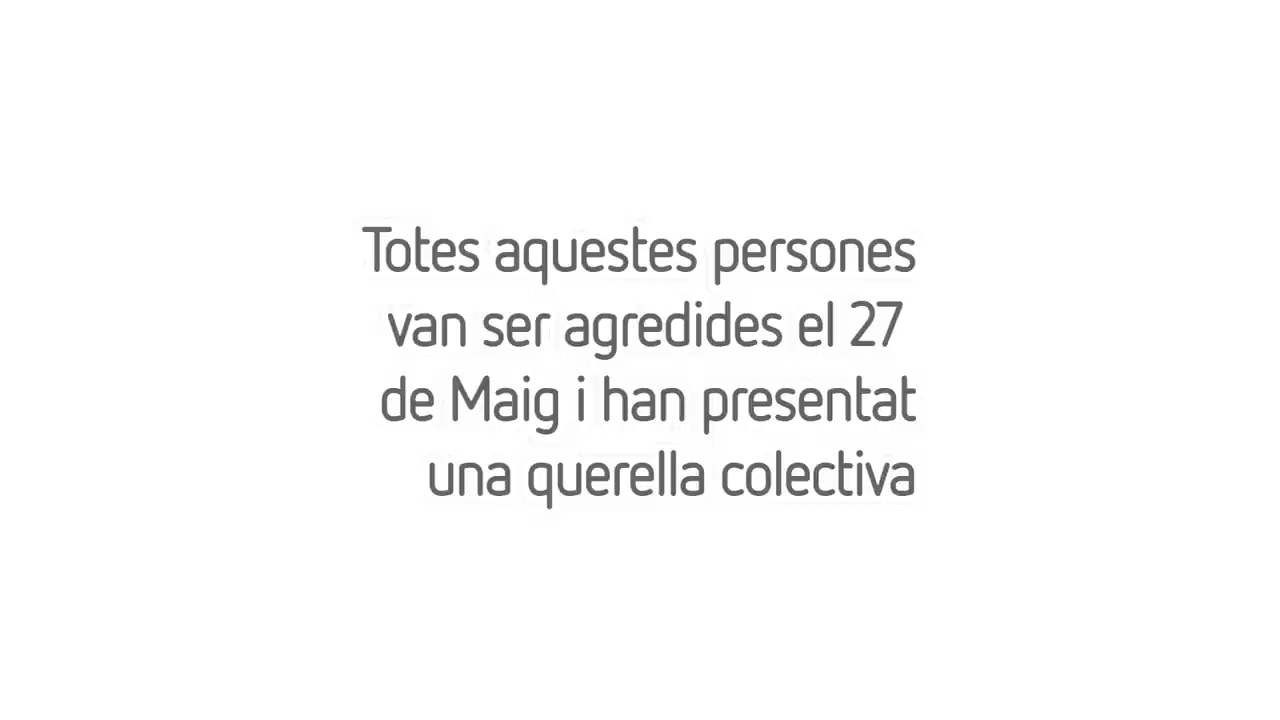 Totes aquestes persones
van ser agredides el 27
de Maig i han presentat
una querella colectiva